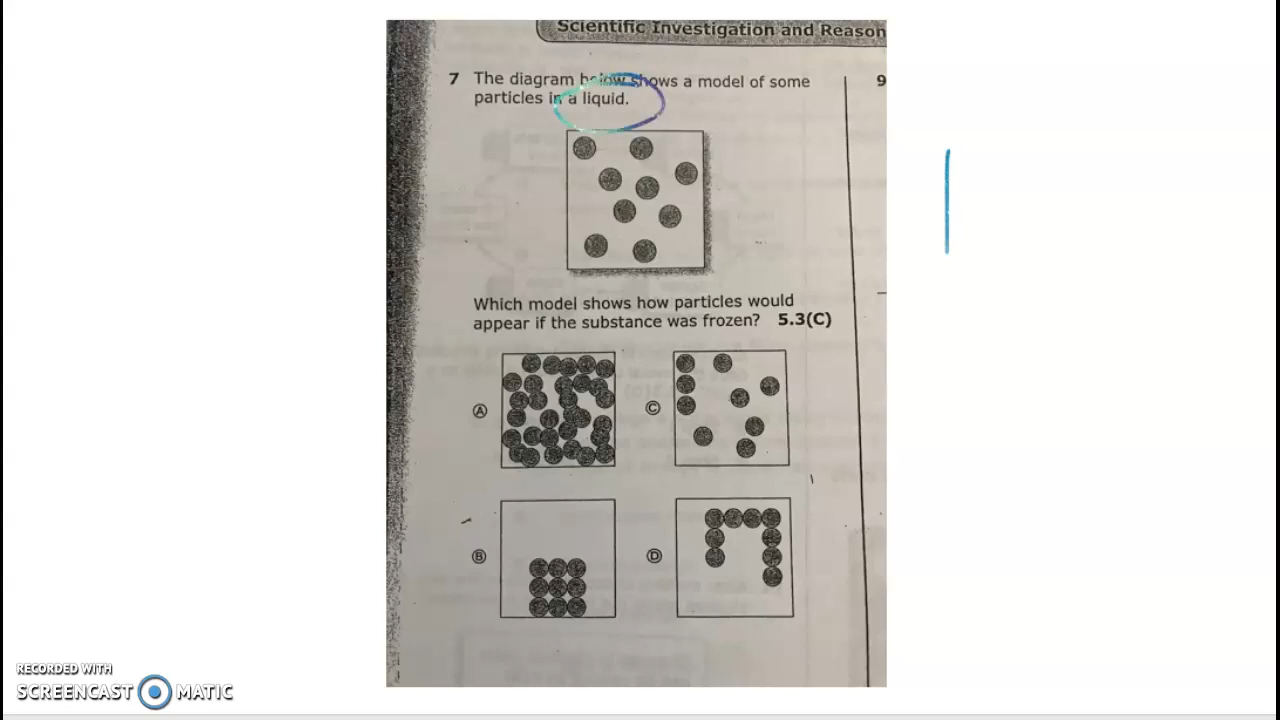 Scientific Investigation and Reason
7 The diagram below shows a model of some
particles in a liquid.
9
Which model shows how particles would
appear if the substance was frozen? 5.3(C)
A
C
B
D
RECORDED WITH
SCREENCAST MATIC